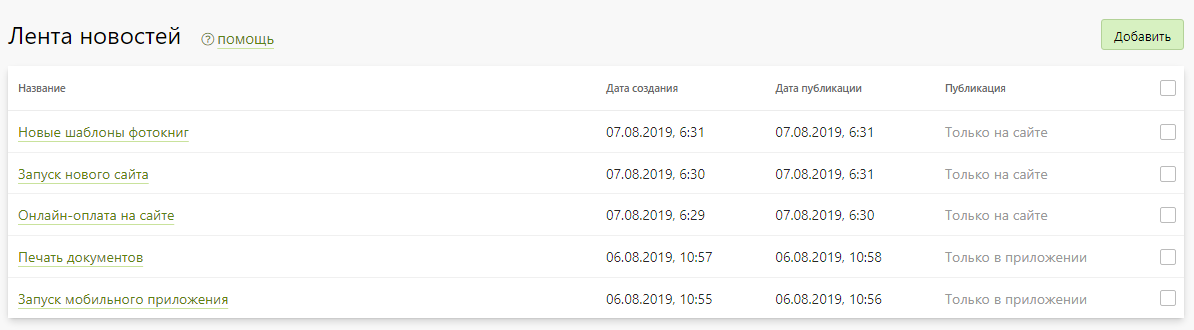 Лента новостей ? помощь Добавить
Название Дата создания Дата публикации Публикация
Новые шаблоны фотокниг 07.08.2019, 6:31 07.08.2019, 6:31 Только на сайте
Запуск нового сайта 07.08.2019, 6:30 07.08.2019, 6:31 Только на сайте
Онлайн-оплата на сайте 07.08.2019, 6:29 07.08.2019, 6:30 Только на сайте
Печать документов 06.08.2019, 10:57 06.08.2019, 10:58 Только в приложении
Запуск мобильного приложения 06.08.2019, 10:55 06.08.2019, 10:56 Только в приложении